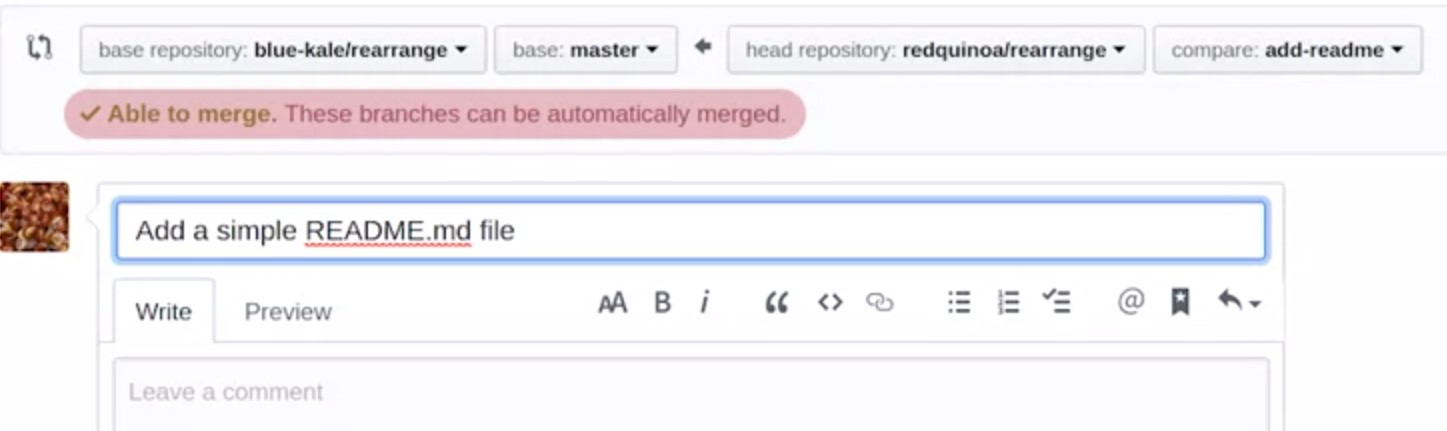 base repository: blue-kale/rearrange base: master head repository: redquinoa/rearrange compare: add-readme
Able to merge. These branches can be automatically merged.
Add a simple README.md file
Write Preview AA B i “ <> @
Leave a comment